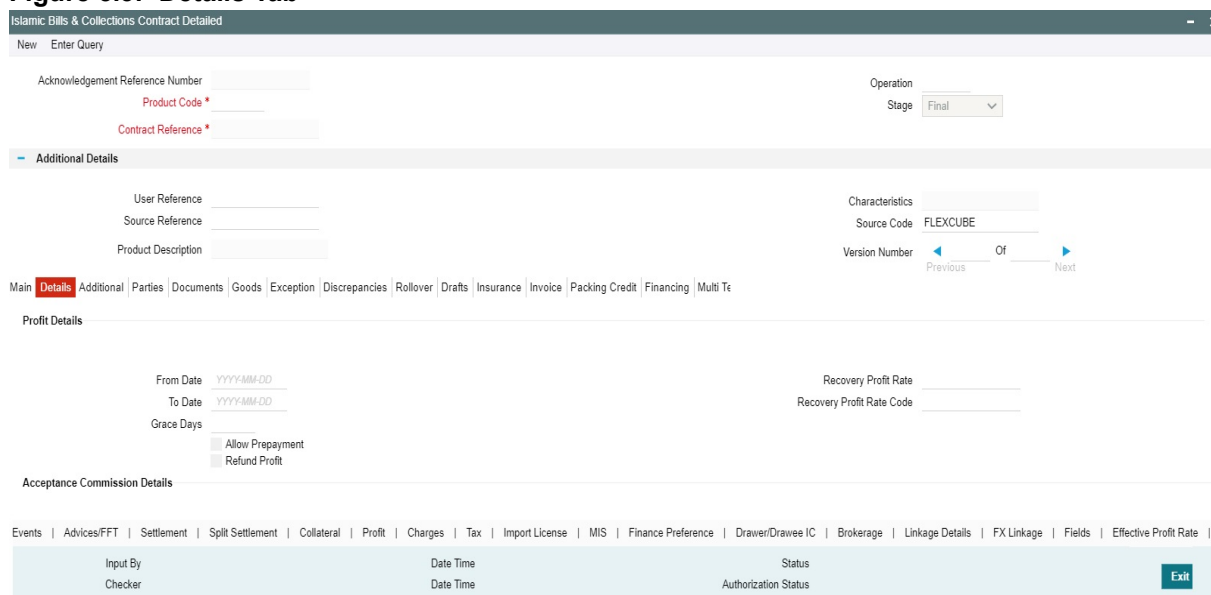 Islamic Bills & Collections Contract Detailed
New Enter Query
Acknowledgement Reference Number
Operation
Product Code *
Stage Final
Contract Reference *
Additional Details
User Reference
Characteristics
Source Reference
Source Code FLEXCUBE
Product Description
Version Number Of
Previous Next
Main Details Additional Parties Documents Goods Exception Discrepancies Rollover Drafts Insurance Invoice Packing Credit Financing Multi Te
Profit Details
From Date YYYY-MM-DD
Recovery Profit Rate
To Date YYYY-MM-DD
Recovery Profit Rate Code
Grace Days
Allow Prepayment
Refund Profit
Acceptance Commission Details
Events | Advices/FFT | Settlement | Split Settlement | Collateral | Profit | Charges | Tax | Import License | MIS | Finance Preference | Drawer/Drawee IC | Brokerage | Linkage Details | FX Linkage | Fields | Effective Profit Rate |
Input By Date Time Status
Checker Date Time Authorization Status
Exit